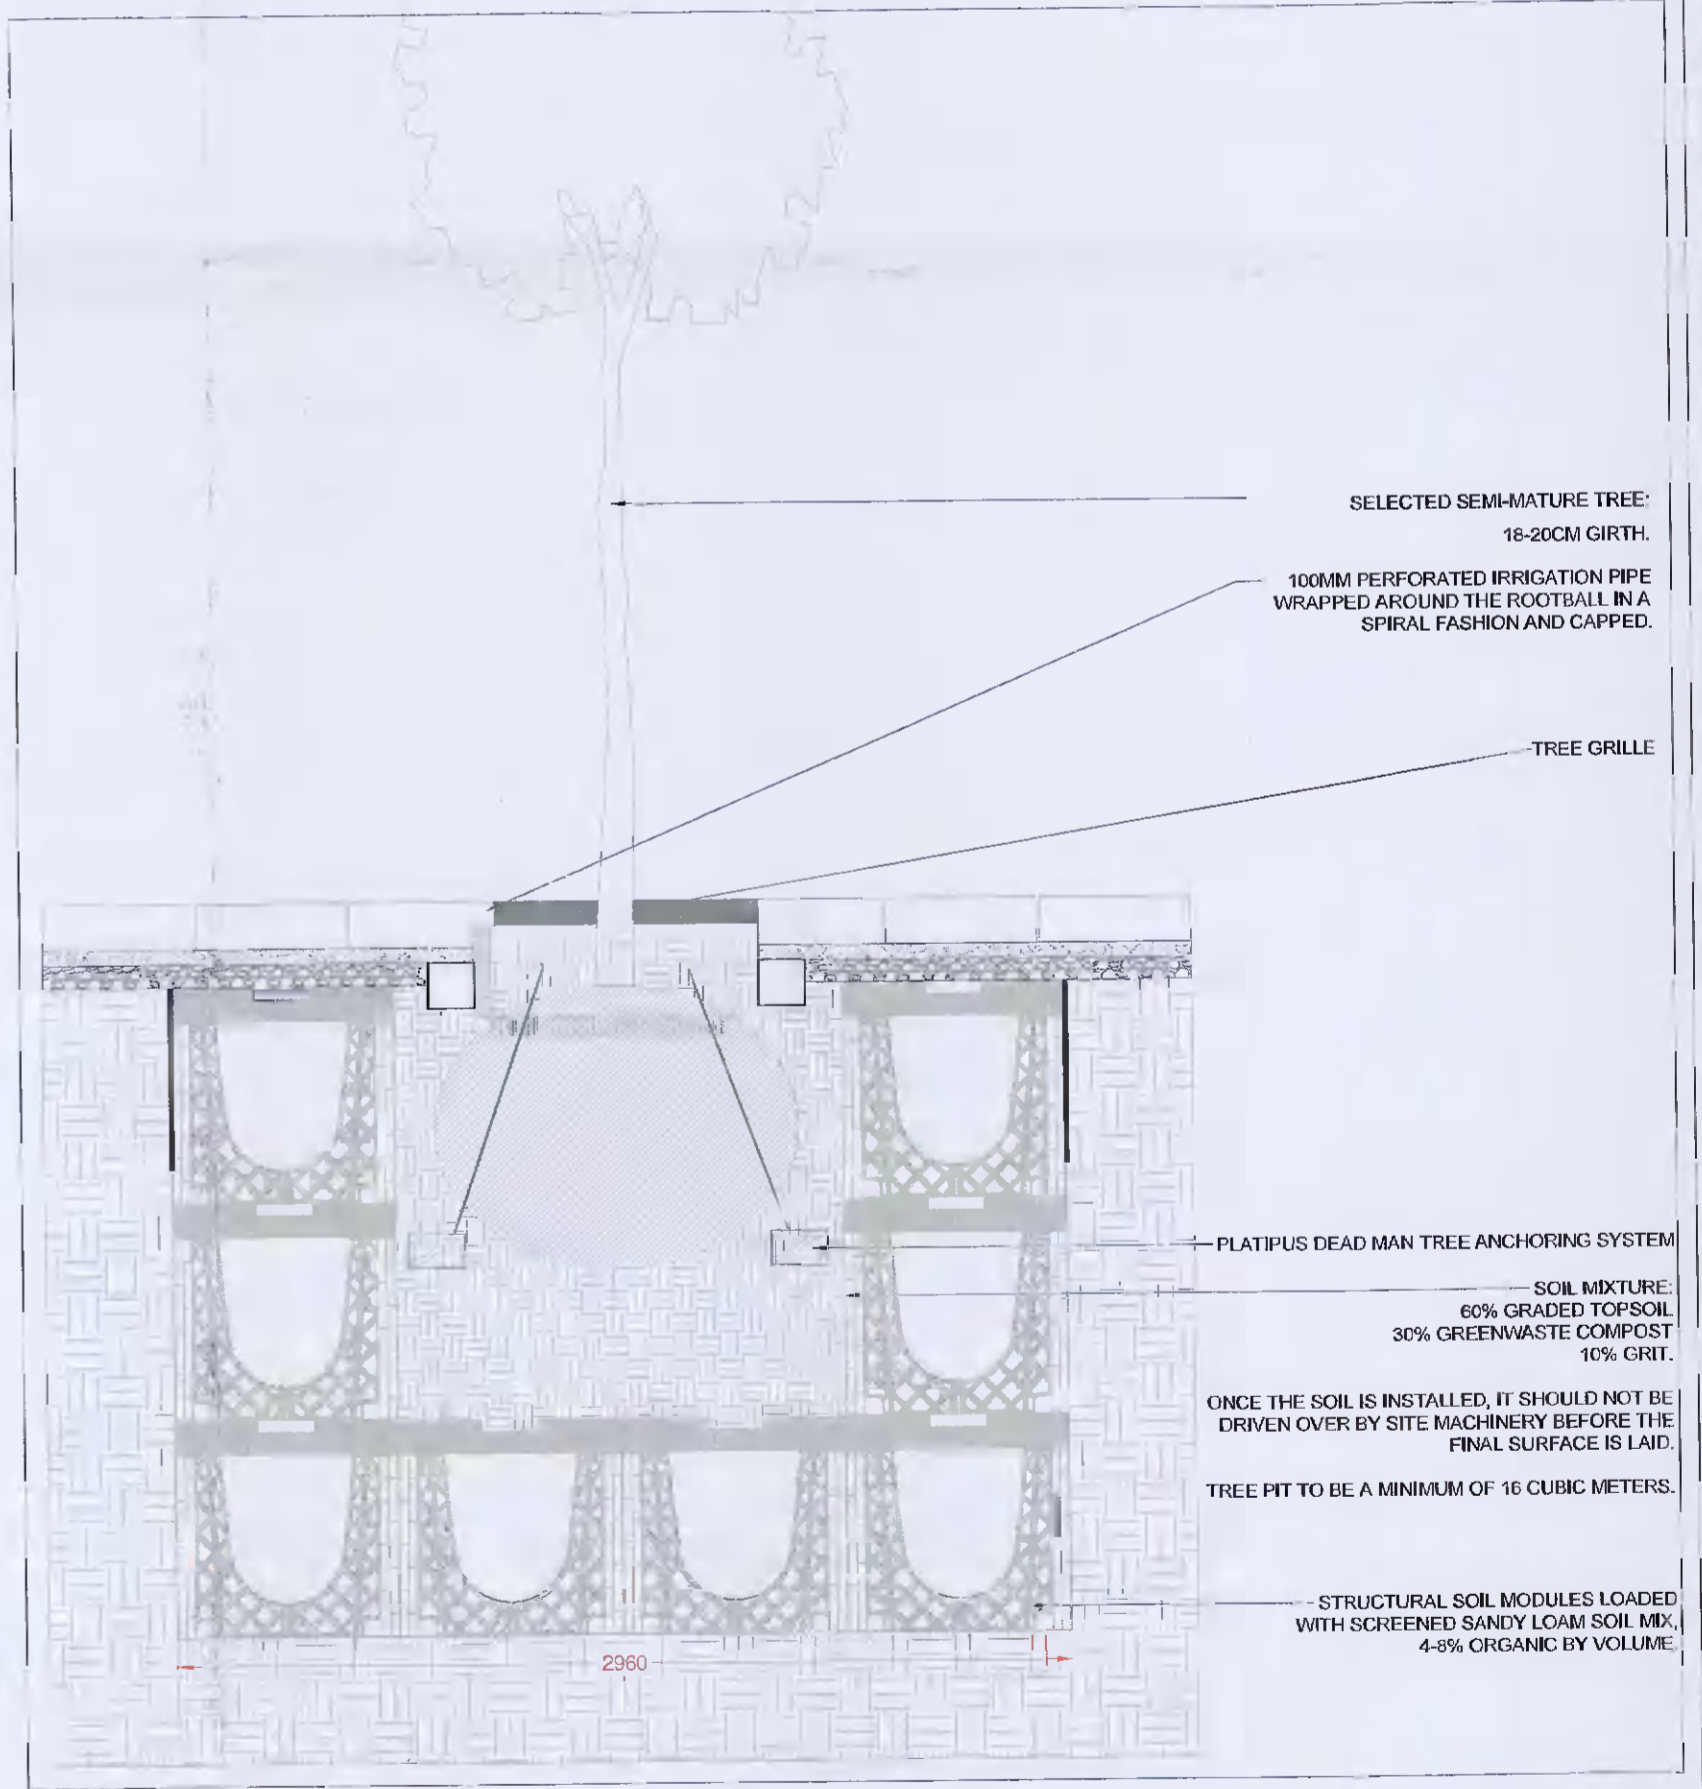 SELECTED SEMI-MATURE TREE:
18-20CM GIRTH.
100MM PERFORATED IRRIGATION PIPE
WRAPPED AROUND THE ROOTBALL IN A
SPIRAL FASHION AND CAPPED.
TREE GRILLE
PLATIPUS DEAD MAN TREE ANCHORING SYSTEM
SOIL MIXTURE:
60% GRADED TOPSOIL
30% GREENWASTE COMPOST
10% GRIT.
ONCE THE SOIL IS INSTALLED, IT SHOULD NOT BE
DRIVEN OVER BY SITE MACHINERY BEFORE THE
FINAL SURFACE IS LAID.
TREE PIT TO BE A MINIMUM OF 16 CUBIC METERS.
STRUCTURAL SOIL MODULES LOADED
WITH SCREENED SANDY LOAM SOIL MIX,
4-8% ORGANIC BY VOLUME
2960